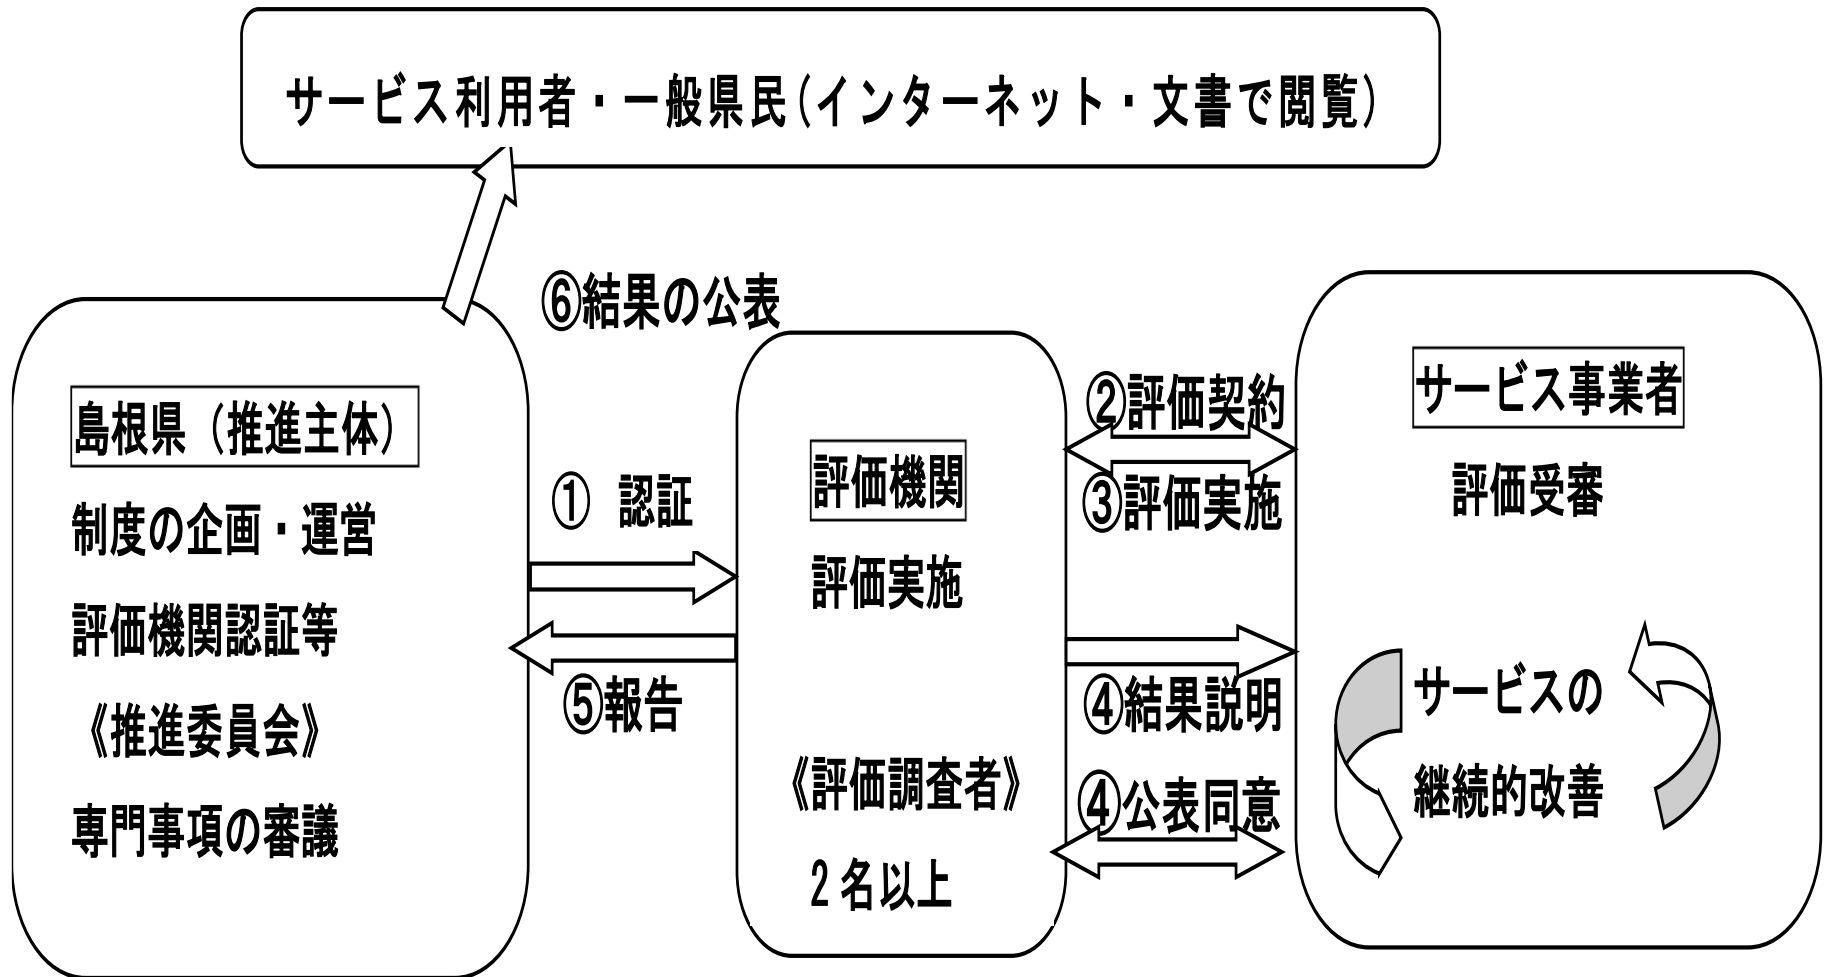 サービス利用者・一般県民(インターネット・文書で閲覧)
⑥結果の公表
島根県（推進主体）
制度の企画・運営
評価機関認証等
《推進委員会》
専門事項の審議
① 認証
⑤報告
評価機関
評価実施
《評価調査者》
2名以上
②評価契約
③評価実施
④結果説明
④公表同意
サービス事業者
評価受審
サービスの
継続的改善